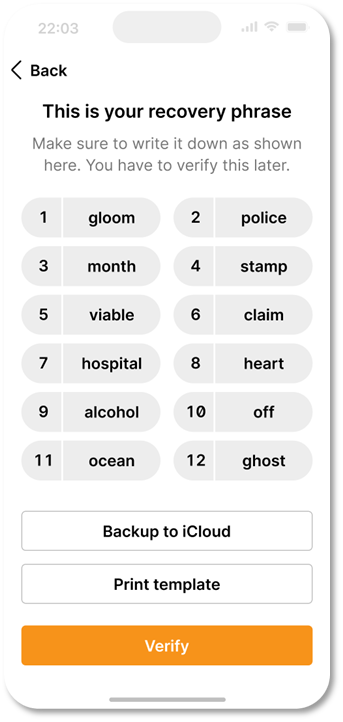 22:03
Back
This is your recovery phrase
Make sure to write it down as shown
here. You have to verify this later.
1 gloom 2 police
3 month 4 stamp
5 viable 6 claim
7 hospital 8 heart
9 alcohol 10 off
11 ocean 12 ghost
Backup to iCloud
Print template
Verify